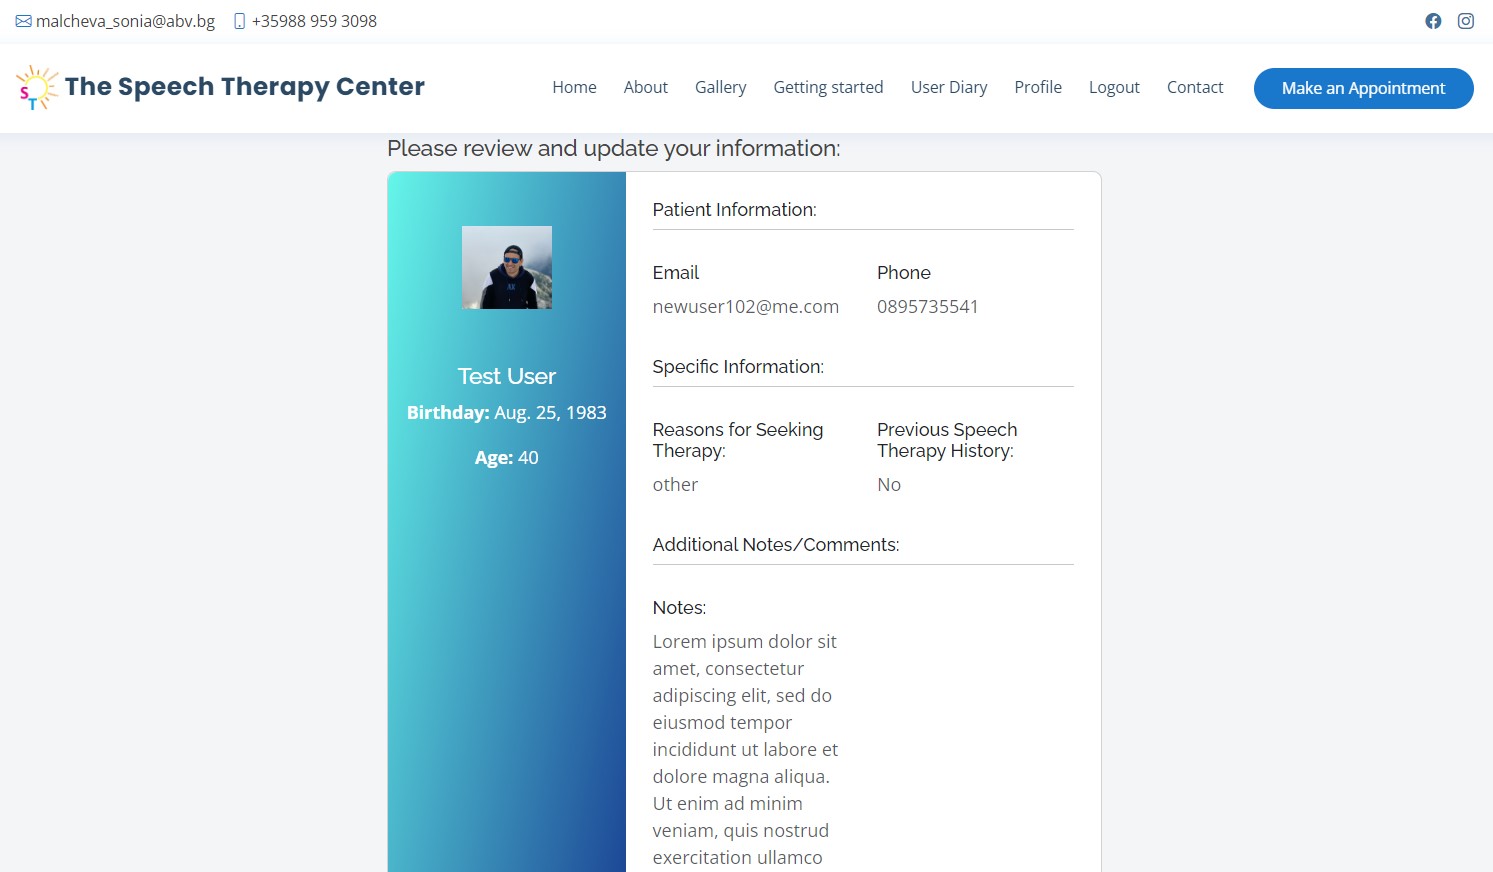 malcheva_sonia@abv.bg +35988 959 3098
ST The Speech Therapy Center Home About Gallery Getting started User Diary Profile Logout Contact Make an Appointment
Please review and update your information:
Test User
Birthday: Aug. 25, 1983
Age: 40
Patient Information:
Email Phone
newuser102@me.com 0895735541
Specific Information:
Reasons for Seeking Previous Speech
Therapy: Therapy History:
other No
Additional Notes/Comments:
Notes:
Lorem ipsum dolor sit
amet, consectetur
adipiscing elit, sed do
eiusmod tempor
incididunt ut labore et
dolore magna aliqua.
Ut enim ad minim
veniam, quis nostrud
exercitation ullamco